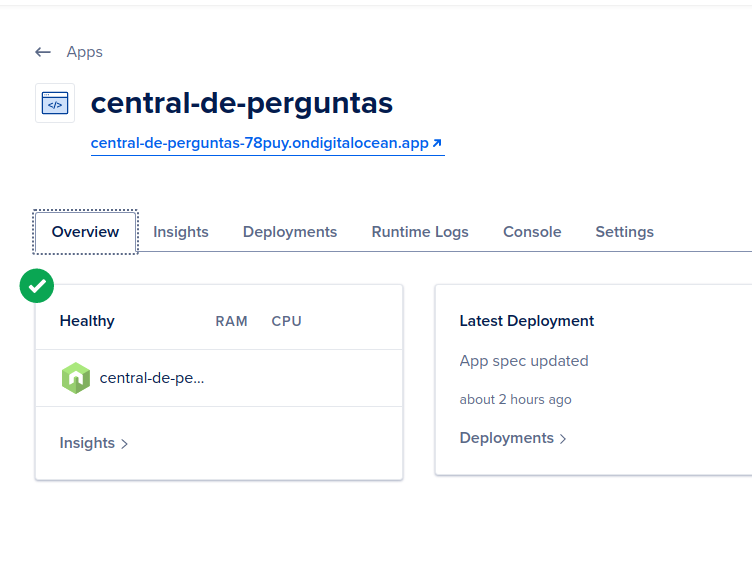 ← Apps
central-de-perguntas
</>
central-de-perguntas-78puy.ondigitalocean.app
Overview Insights Deployments Runtime Logs Console Settings
Healthy RAM CPU
central-de-pe...
Insights >
Latest Deployment
App spec updated
about 2 hours ago
Deployments >